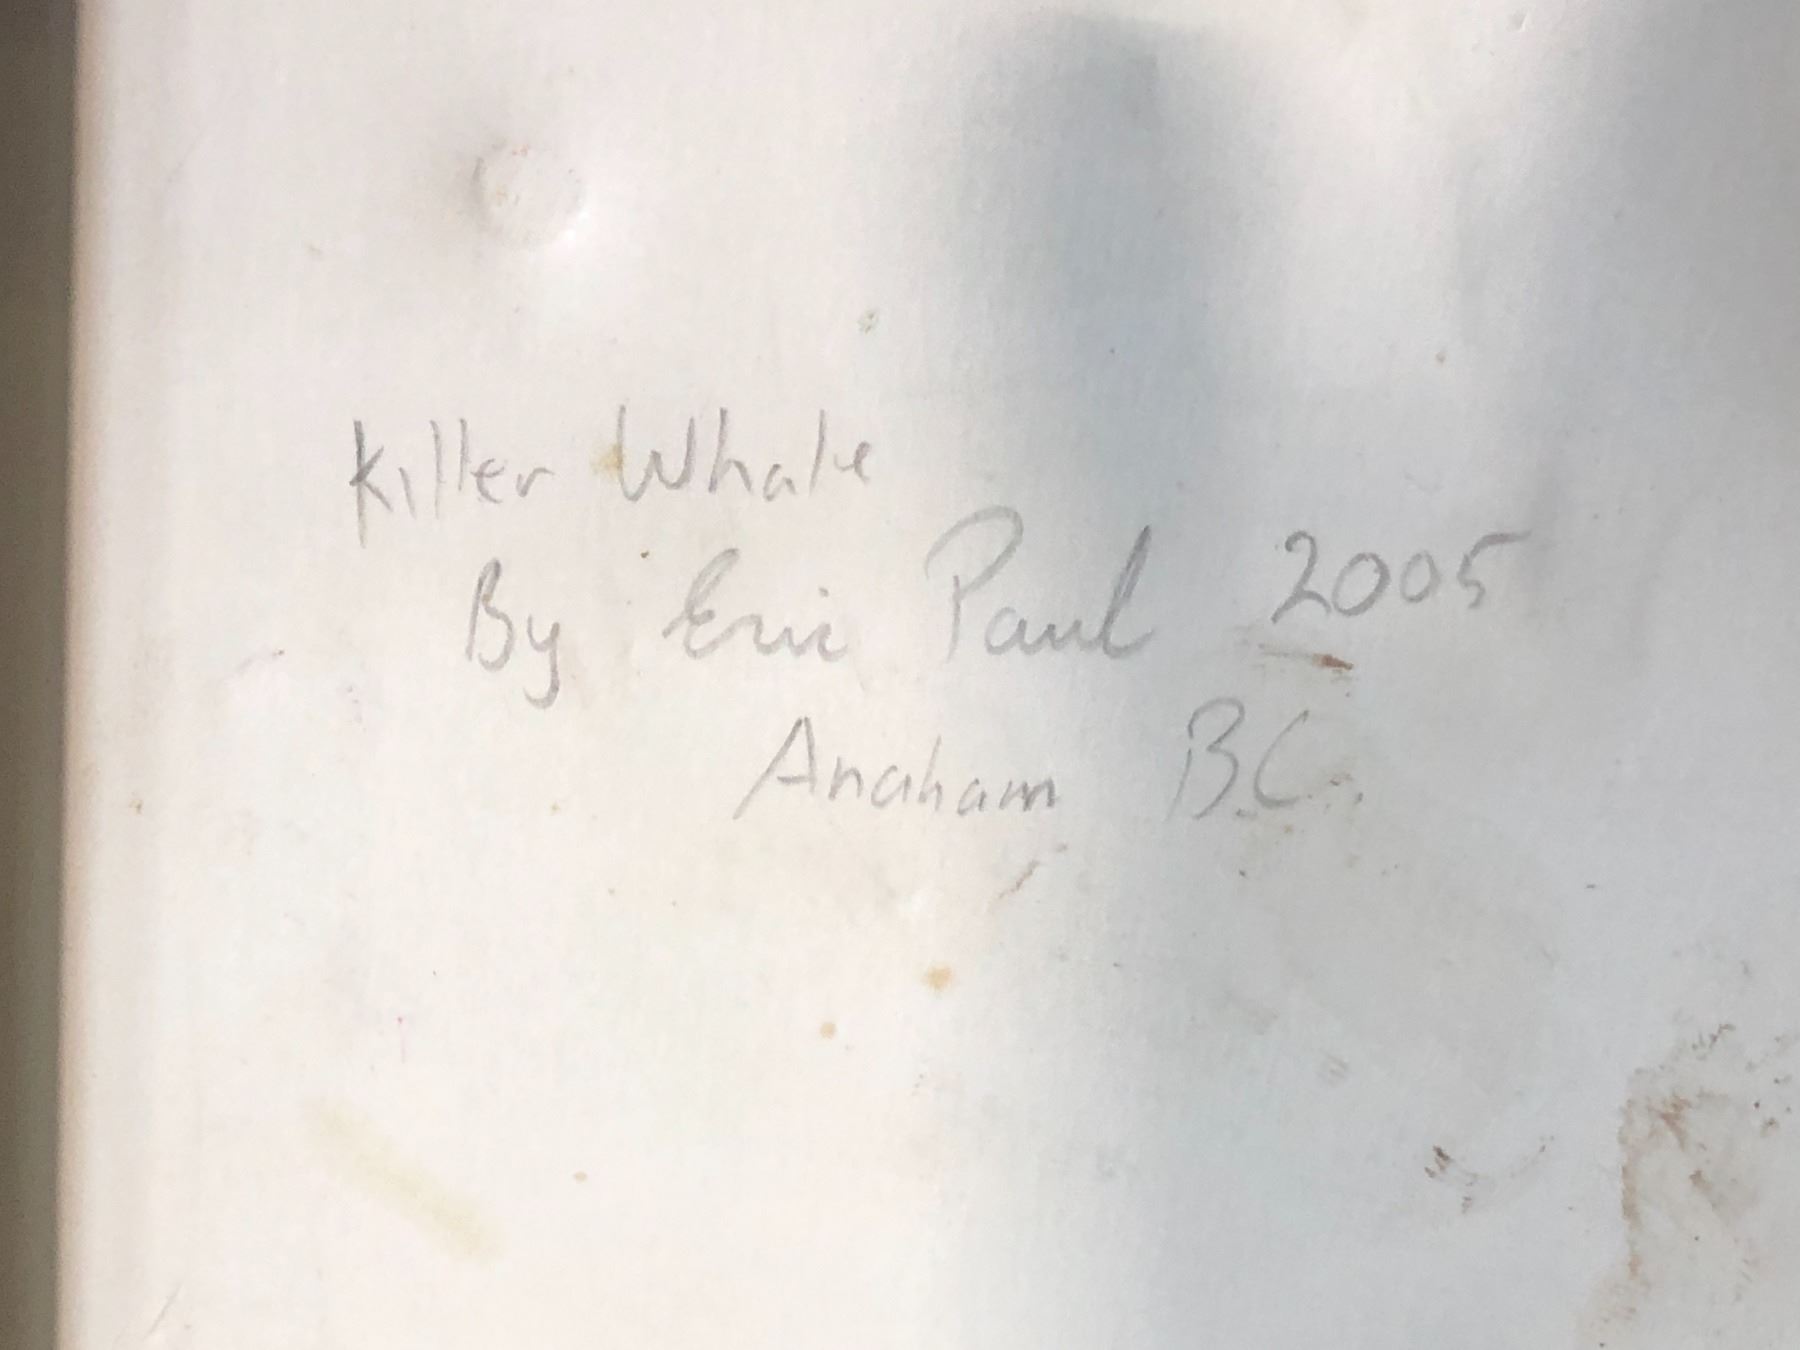 Killer Whale
By Eric Paul 2005
Anaham B.C.